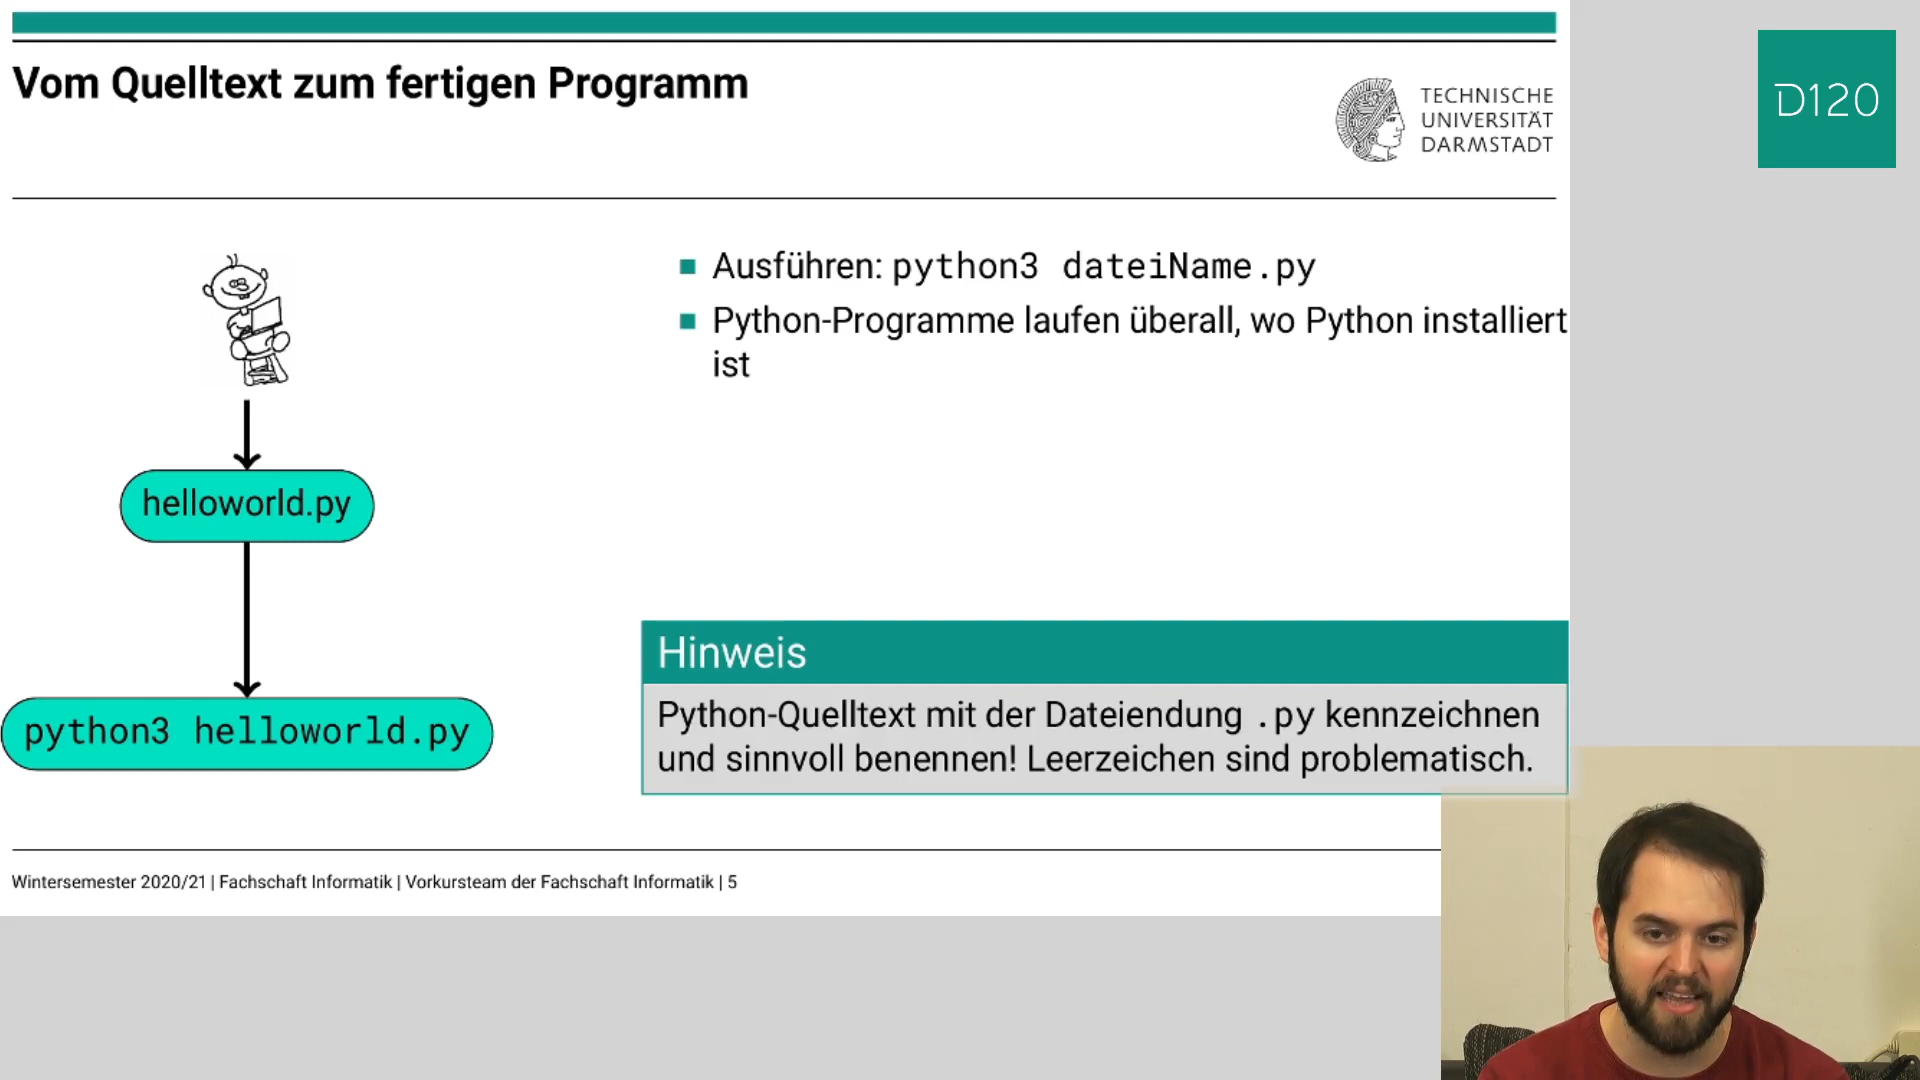 Vom Quelltext zum fertigen Programm
TECHNISCHE
UNIVERSITÄT
DARMSTADT
D120
Ausführen: python3 dateiName.py
Python-Programme laufen überall, wo Python installiert
ist
helloworld.py
python3 helloworld.py
Hinweis
Python-Quelltext mit der Dateiendung .py kennzeichnen
und sinnvoll benennen! Leerzeichen sind problematisch.
Wintersemester 2020/21 | Fachschaft Informatik | Vorkursteam der Fachschaft Informatik | 5